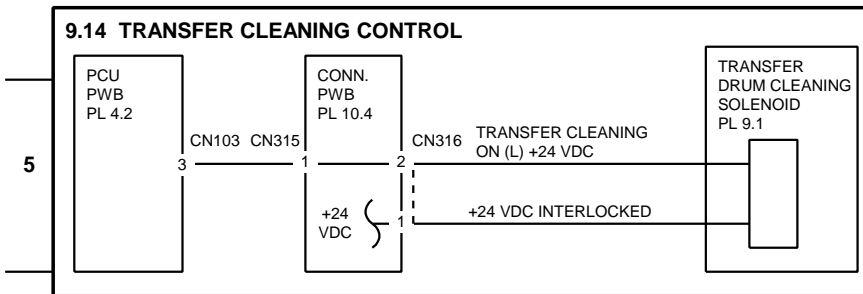 9.14 TRANSFER CLEANING CONTROL
PCU
PWB
PL 4.2
CONN.
PWB
PL 10.4
TRANSFER
DRUM CLEANING
SOLENOID
PL 9.1
CN103
CN315
CN316
TRANSFER CLEANING
ON (L) +24 VDC
5
3
1
2
+24
VDC
1
+24 VDC INTERLOCKED